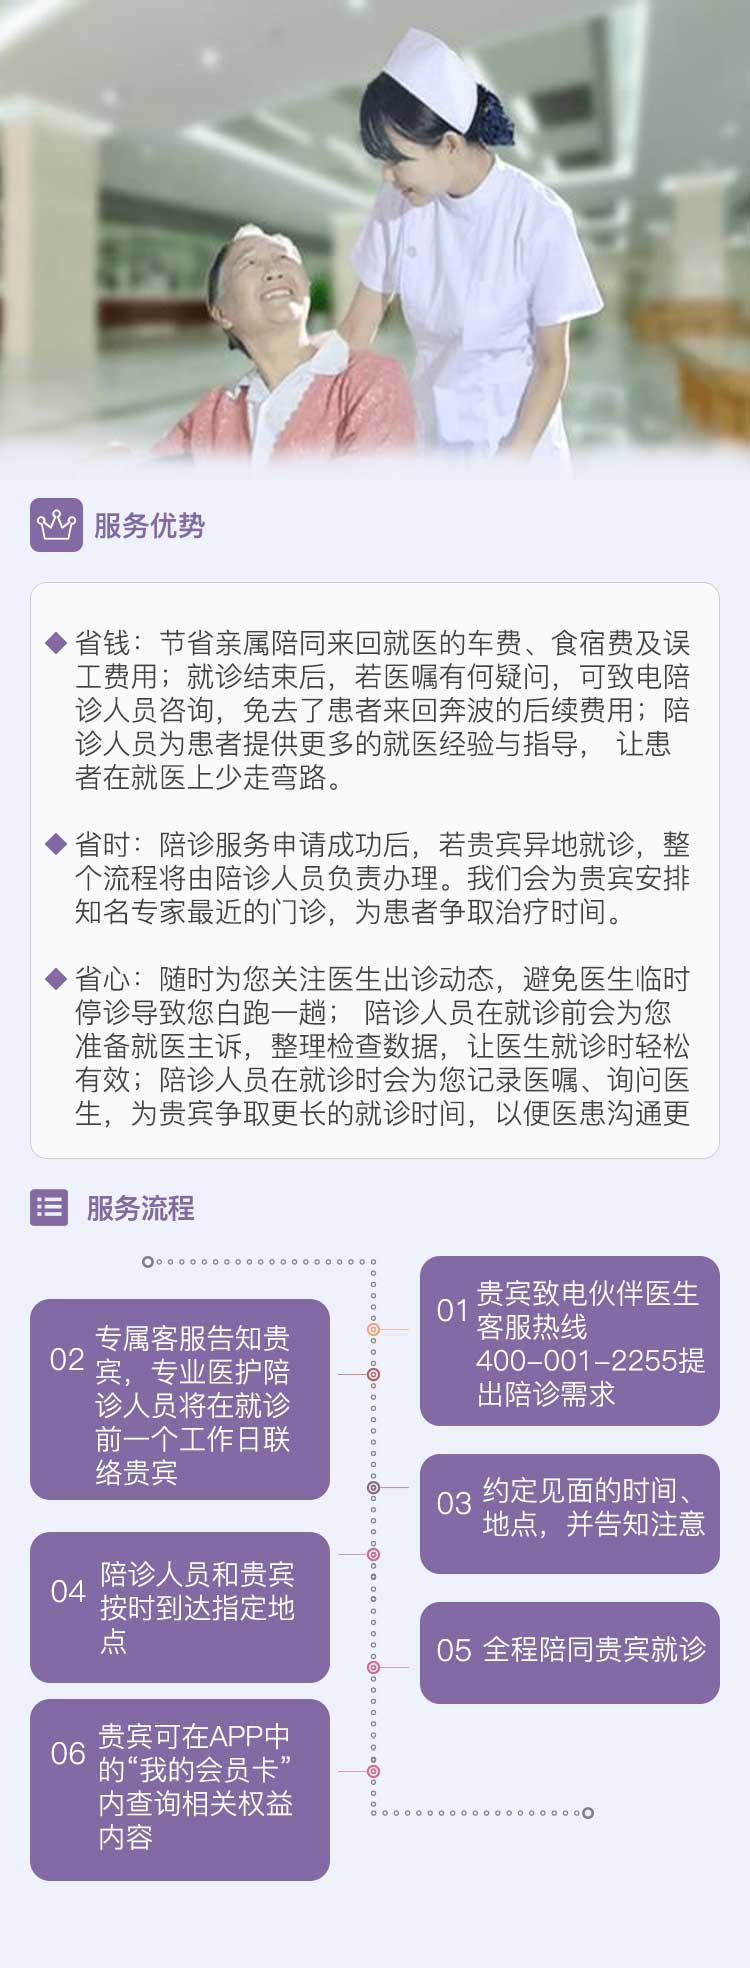 服务优势
省钱：节省亲属陪同来回就医的车费、食宿费及误
工费用；就诊结束后，若医嘱有何疑问，可致电陪
诊人员咨询，免去了患者来回奔波的后续费用；陪
诊人员为患者提供更多的就医经验与指导， 让患
者在就医上少走弯路。
省时：陪诊服务申请成功后，若贵宾异地就诊，整
个流程将由陪诊人员负责办理。我们会为贵宾安排
知名专家最近的门诊，为患者争取治疗时间。
省心：随时为您关注医生出诊动态，避免医生临时
停诊导致您白跑一趟； 陪诊人员在就诊前会为您
准备就医主诉，整理检查数据，让医生就诊时轻松
有效；陪诊人员在就诊时会为您记录医嘱、询问医
生，为贵宾争取更长的就诊时间，以便医患沟通更
服务流程
01
贵宾致电伙伴医生
客服热线
400-001-2255提
出陪诊需求
02
专属客服告知贵
宾，专业医护陪
诊人员将在就诊
前一个工作日联
络贵宾
03
约定见面的时间、
地点，并告知注意
04
陪诊人员和贵宾
按时到达指定地
点
05 全程陪同贵宾就诊
06
贵宾可在APP中
的“我的会员卡”
内查询相关权益
内容